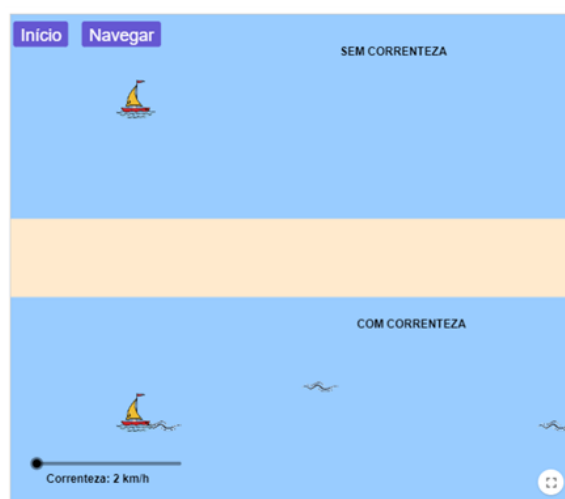 Início Navegar
SEM CORRENTEZA
COM CORRENTEZA
Correnteza: 2 km/h